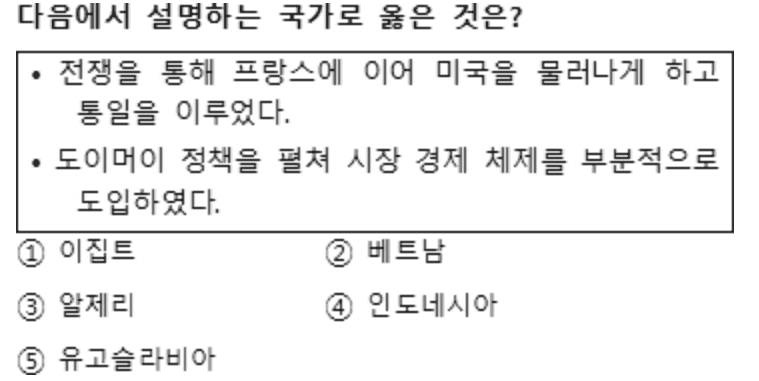 다음에서 설명하는 국가로 옳은 것은?
• 전쟁을 통해 프랑스에 이어 미국을 물러나게 하고
통일을 이루었다.
• 도이머이 정책을 펼쳐 시장 경제 체제를 부분적으로
도입하였다.
① 이집트 ② 베트남
③ 알제리 ④ 인도네시아
⑤ 유고슬라비아